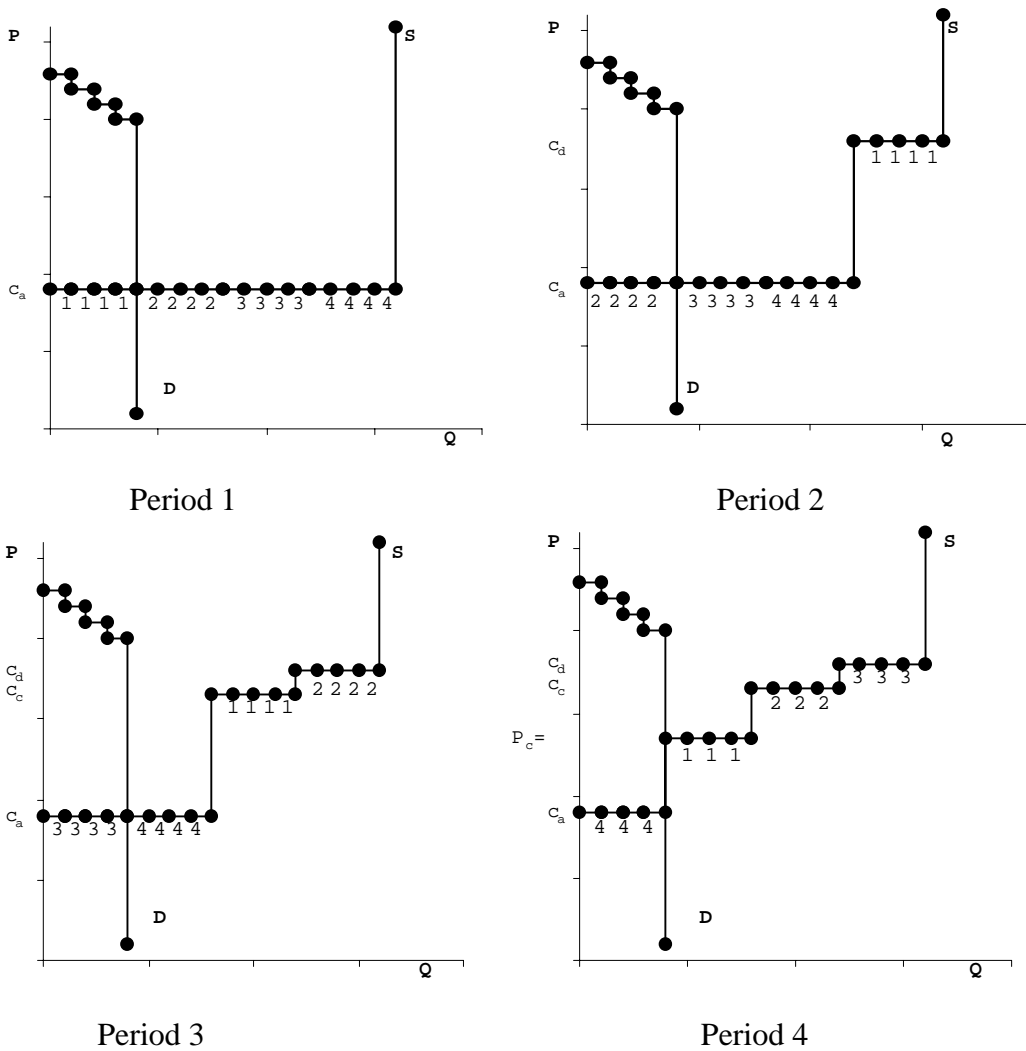 P
S
C_a
1 1 1 1 2 2 2 2 3 3 3 3 4 4 4 4
D
Q
Period 1
P
S
C_d
1 1 1 1
C_a
2 2 2 2 3 3 3 3 4 4 4 4
D
Q
Period 2
P
S
C_d
C_c
2 2 2 2
1 1 1 1
C_a
3 3 3 3 4 4 4 4
D
Q
Period 3
P
S
C_d
C_c
3 3 3
2 2 2
P_c=
1 1 1
C_a
4 4 4
D
Q
Period 4